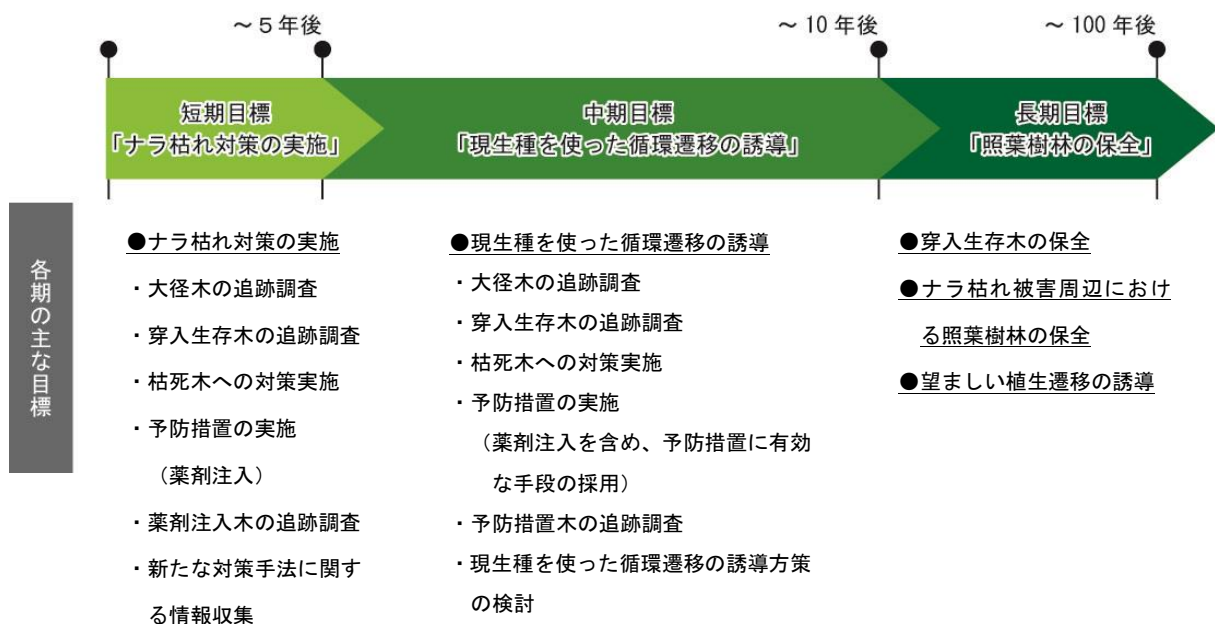 ～５年後
～10 年後
～100 年後
短期目標
「ナラ枯れ対策の実施」
中期目標
「現生種を使った循環遷移の誘導」
長期目標
「照葉樹林の保全」
各期の主な目標
●ナラ枯れ対策の実施
・大径木の追跡調査
・穿入生存木の追跡調査
・枯死木への対策実施
・予防措置の実施
（薬剤注入）
・薬剤注入木の追跡調査
・新たな対策手法に関す
る情報収集
●現生種を使った循環遷移の誘導
・大径木の追跡調査
・穿入生存木の追跡調査
・枯死木への対策実施
・予防措置の実施
（薬剤注入を含め、予防措置に有効
な手段の採用）
・予防措置木の追跡調査
・現生種を使った循環遷移の誘導方策
の検討
●穿入生存木の保全
●ナラ枯れ被害周辺におけ
る照葉樹林の保全
●望ましい植生遷移の誘導